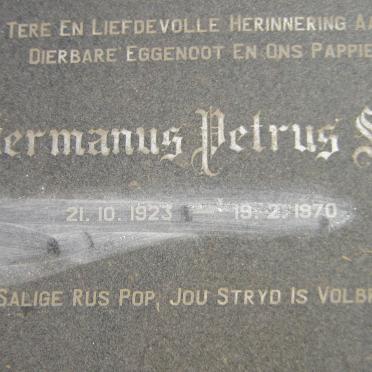 Tere En Liefdevolle Herinnering Aa
Dierbare Eggenoot En Ons Pappie
ermanus Petrus S
21.10.1923 — 19.2.1970
Salige Rus Pop, Jou Stryd Is Volb